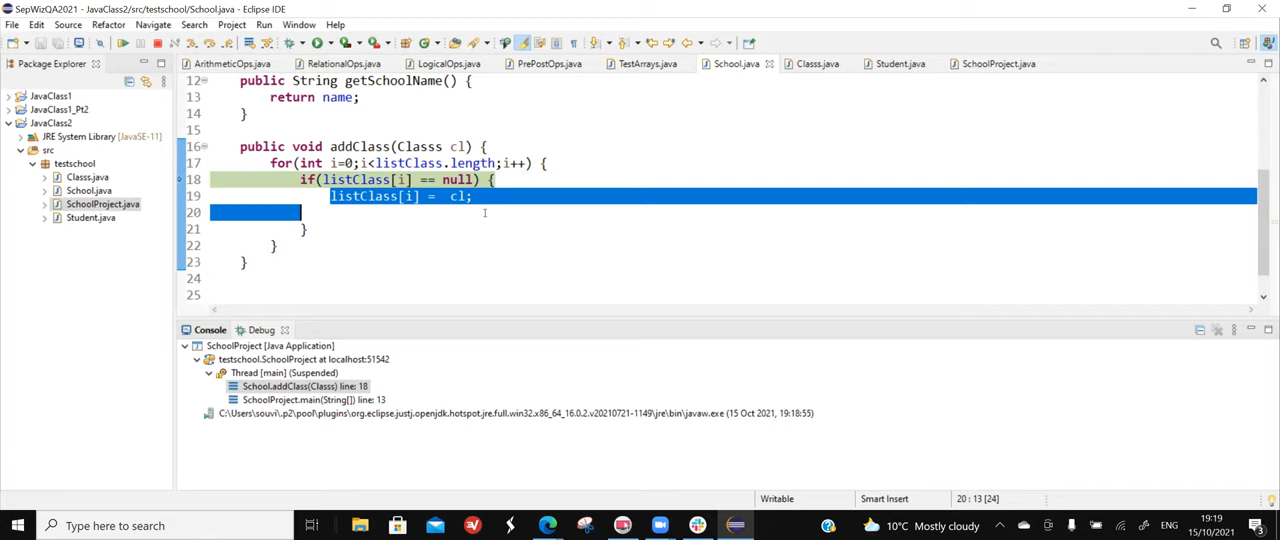 SepWizQA2021 - JavaClass2/src/testschool/School.java - Eclipse IDE
File Edit Source Refactor Navigate Search Project Run Window Help
Package Explorer
ArithmeticOps.java RelationalOps.java LogicalOps.java PrePostOps.java TestArrays.java School.java Classs.java Student.java SchoolProject.java
JavaClass1
JavaClass1_Pt2
JavaClass2
JRE System Library [JavaSE-11]
src
testschool
Classs.java
School.java
SchoolProject.java
Student.java
12 public String getSchoolName() {
13 return name;
14 }
15
16 public void addClass(Classs cl) {
17 for(int i=0;i<listClass.length;i++) {
18 if(listClass[i] == null) {
19 listClass[i] =  cl;
20
21 }
22 }
23 }
24
25
Console Debug
SchoolProject [Java Application]
testschool.SchoolProject at localhost:51542
Thread [main] (Suspended)
School.addClass(Classs) line: 18
SchoolProject.main(String[]) line: 13
C:\Users\souvi\.p2\pool\plugins\org.eclipse.justj.openjdk.hotspot.jre.full.win32.x86_64_16.0.2.v20210721-1149\jre\bin\javaw.exe (15 Oct 2021, 19:18:55)
Writable Smart Insert 20 : 13 [24]
Type here to search
10°C Mostly cloudy
ENG
19:19
15/10/2021
3